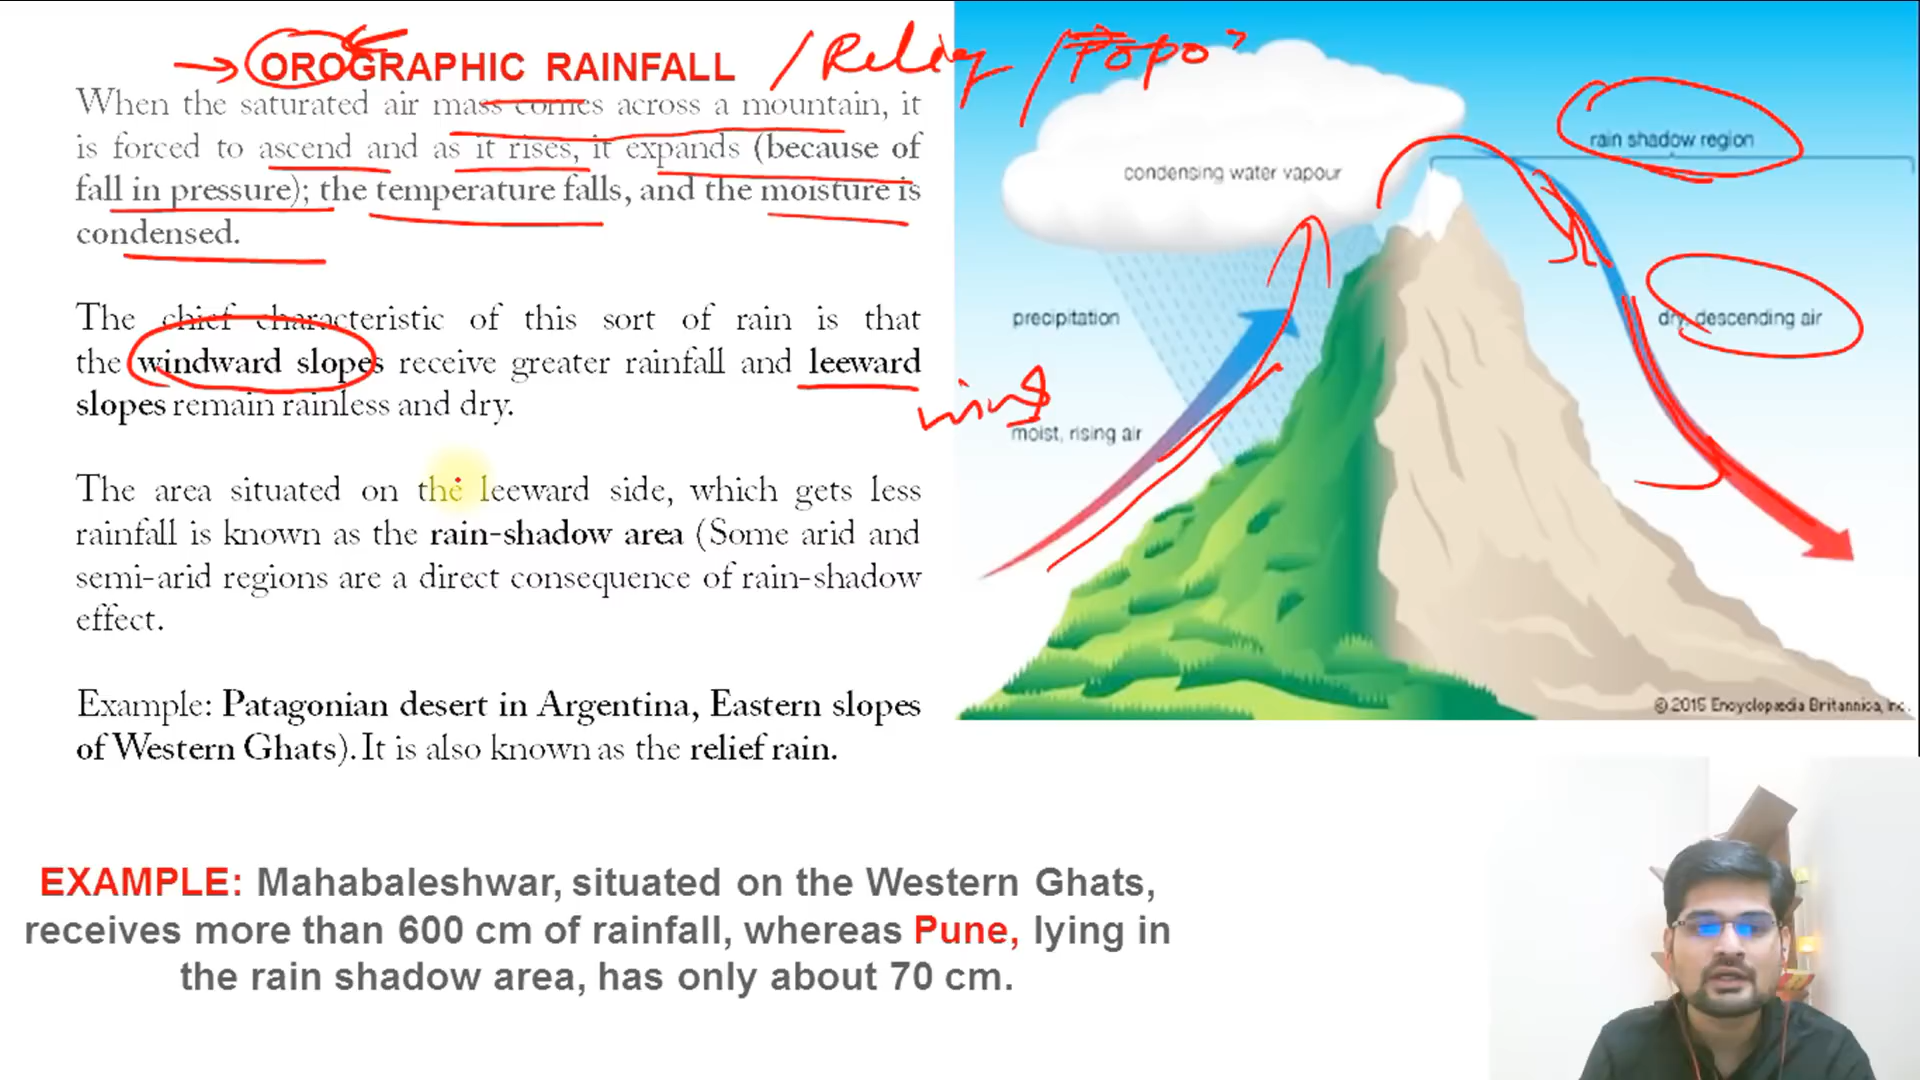 OROGRAPHIC RAINFALL
When the saturated air mass comes across a mountain, it
is forced to ascend and as it rises, it expands (because of
fall in pressure); the temperature falls, and the moisture is
condensed.
The chief characteristic of this sort of rain is that
the windward slopes receive greater rainfall and leeward
slopes remain rainless and dry.
The area situated on the leeward side, which gets less
rainfall is known as the rain-shadow area (Some arid and
semi-arid regions are a direct consequence of rain-shadow
effect.
Example: Patagonian desert in Argentina, Eastern slopes
of Western Ghats). It is also known as the relief rain.
condensing water vapour
rain shadow region
precipitation
dry, descending air
moist, rising air
© 2015 Encyclopædia Britannica, Inc.
EXAMPLE: Mahabaleshwar, situated on the Western Ghats,
receives more than 600 cm of rainfall, whereas Pune, lying in
the rain shadow area, has only about 70 cm.